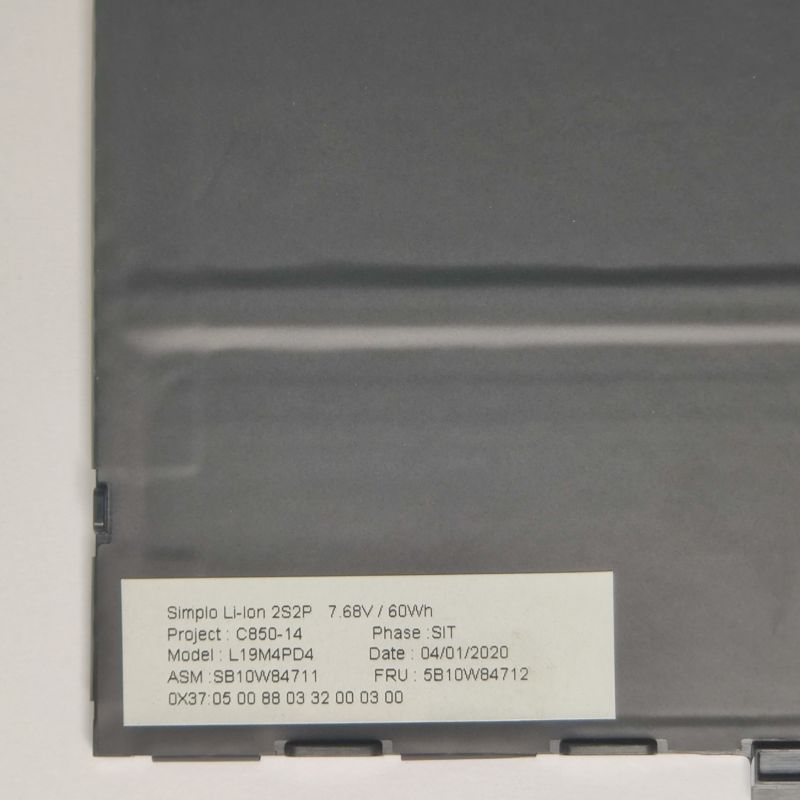 Simplo Li-Ion 2S2P 7.68V / 60Wh
Project : C850-14 Phase :SIT
Model : L19M4PD4 Date : 04/01/2020
ASM :SB10W84711 FRU : 5B10W84712
0X37:05 00 88 03 32 00 03 00